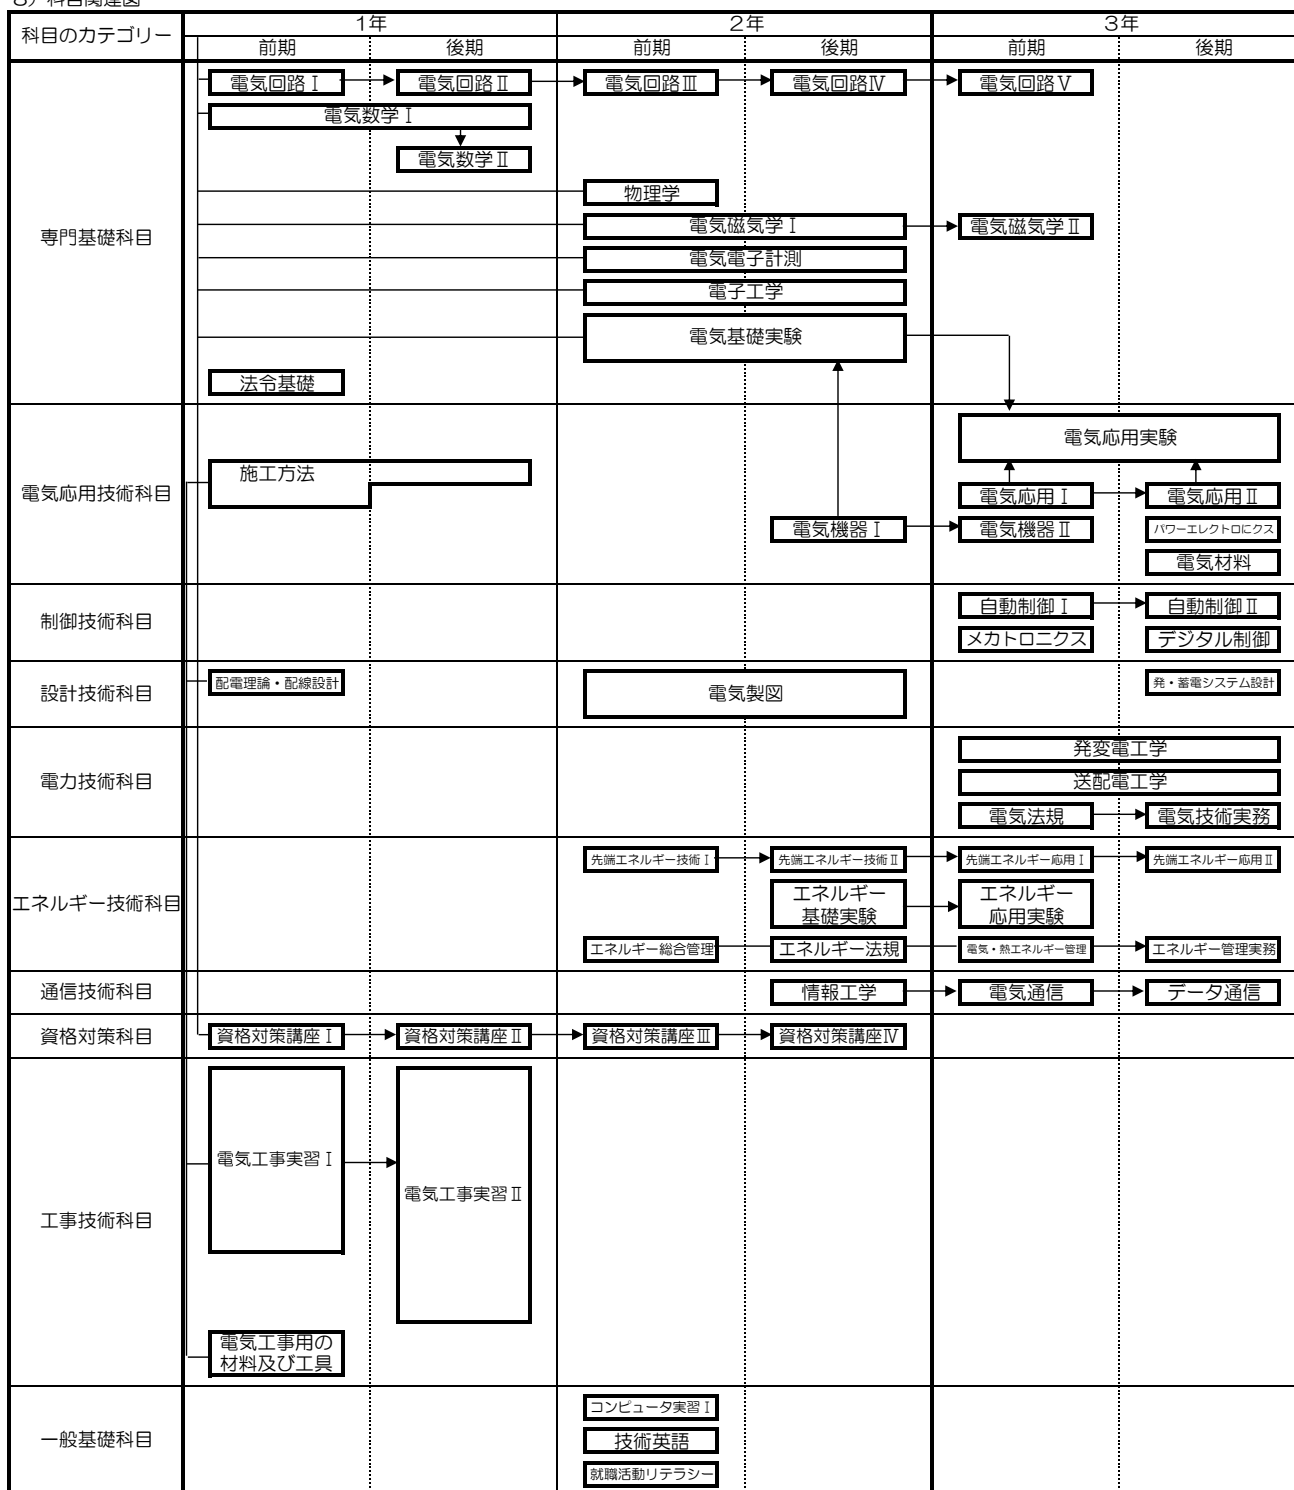 3）科目関連図
科目のカテゴリー
1年
2年
3年
前期
後期
前期
後期
前期
後期
専門基礎科目
電気回路Ⅰ
電気回路Ⅱ
電気回路Ⅲ
電気回路Ⅳ
電気回路Ⅴ
電気数学Ⅰ
電気数学Ⅱ
物理学
電気磁気学Ⅰ
電気磁気学Ⅱ
電気電子計測
電子工学
電気基礎実験
法令基礎
電気応用技術科目
電気応用実験
施工方法
電気応用Ⅰ
電気応用Ⅱ
電気機器Ⅰ
電気機器Ⅱ
パワーエレクトロにクス
電気材料
制御技術科目
自動制御Ⅰ
自動制御Ⅱ
メカトロニクス
デジタル制御
設計技術科目
配電理論・配線設計
電気製図
発・蓄電システム設計
電力技術科目
発変電工学
送配電工学
電気法規
電気技術実務
エネルギー技術科目
先端エネルギー技術Ⅰ
先端エネルギー技術Ⅱ
先端エネルギー応用Ⅰ
先端エネルギー応用Ⅱ
エネルギー
基礎実験
エネルギー
応用実験
エネルギー総合管理
エネルギー法規
電気・熱エネルギー管理
エネルギー管理実務
通信技術科目
情報工学
電気通信
データ通信
資格対策科目
資格対策講座Ⅰ
資格対策講座Ⅱ
資格対策講座Ⅲ
資格対策講座Ⅳ
工事技術科目
電気工事実習Ⅰ
電気工事実習Ⅱ
電気工事用の
材料及び工具
一般基礎科目
コンピュータ実習Ⅰ
技術英語
就職活動リテラシー